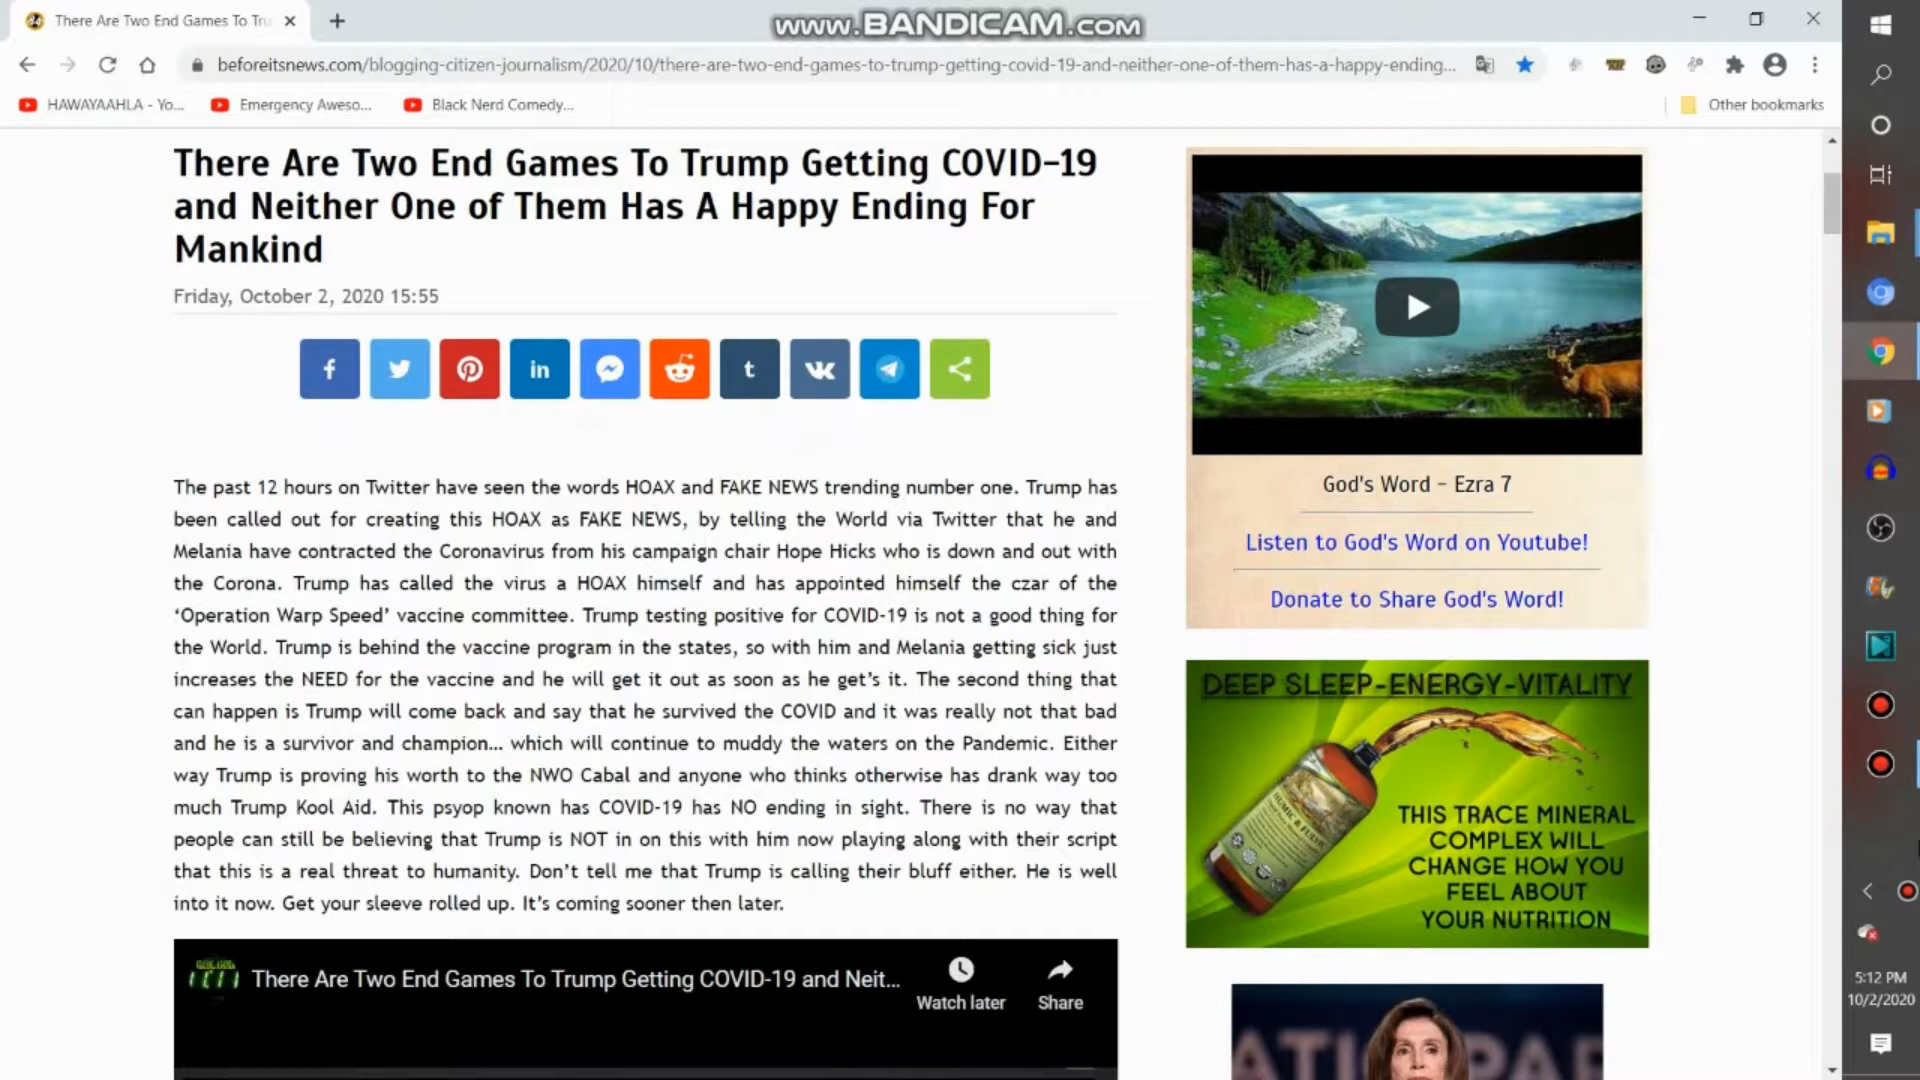 There Are Two End Games To Tru
www.BANDICAM.com
beforeitsnews.com/blogging-citizen-journalism/2020/10/there-are-two-end-games-to-trump-getting-covid-19-and-neither-one-of-them-has-a-happy-ending...
HAWAYAAHLA - Yo...
Emergency Aweso...
Black Nerd Comedy...
Other bookmarks
There Are Two End Games To Trump Getting COVID-19
and Neither One of Them Has A Happy Ending For
Mankind
Friday, October 2, 2020 15:55
The past 12 hours on Twitter have seen the words HOAX and FAKE NEWS trending number one. Trump has
been called out for creating this HOAX as FAKE NEWS, by telling the World via Twitter that he and
Melania have contracted the Coronavirus from his campaign chair Hope Hicks who is down and out with
the Corona. Trump has called the virus a HOAX himself and has appointed himself the czar of the
‘Operation Warp Speed’ vaccine committee. Trump testing positive for COVID-19 is not a good thing for
the World. Trump is behind the vaccine program in the states, so with him and Melania getting sick just
increases the NEED for the vaccine and he will get it out as soon as he get’s it. The second thing that
can happen is Trump will come back and say that he survived the COVID and it was really not that bad
and he is a survivor and champion… which will continue to muddy the waters on the Pandemic. Either
way Trump is proving his worth to the NWO Cabal and anyone who thinks otherwise has drank way too
much Trump Kool Aid. This psyop known has COVID-19 has NO ending in sight. There is no way that
people can still be believing that Trump is NOT in on this with him now playing along with their script
that this is a real threat to humanity. Don’t tell me that Trump is calling their bluff either. He is well
into it now. Get your sleeve rolled up. It’s coming sooner then later.
There Are Two End Games To Trump Getting COVID-19 and Neit...
Watch later
Share
God's Word - Ezra 7
Listen to God's Word on Youtube!
Donate to Share God's Word!
DEEP SLEEP-ENERGY-VITALITY
HUMIC & FULVIC
THIS TRACE MINERAL
COMPLEX WILL
CHANGE HOW YOU
FEEL ABOUT
YOUR NUTRITION
5:12 PM
10/2/2020